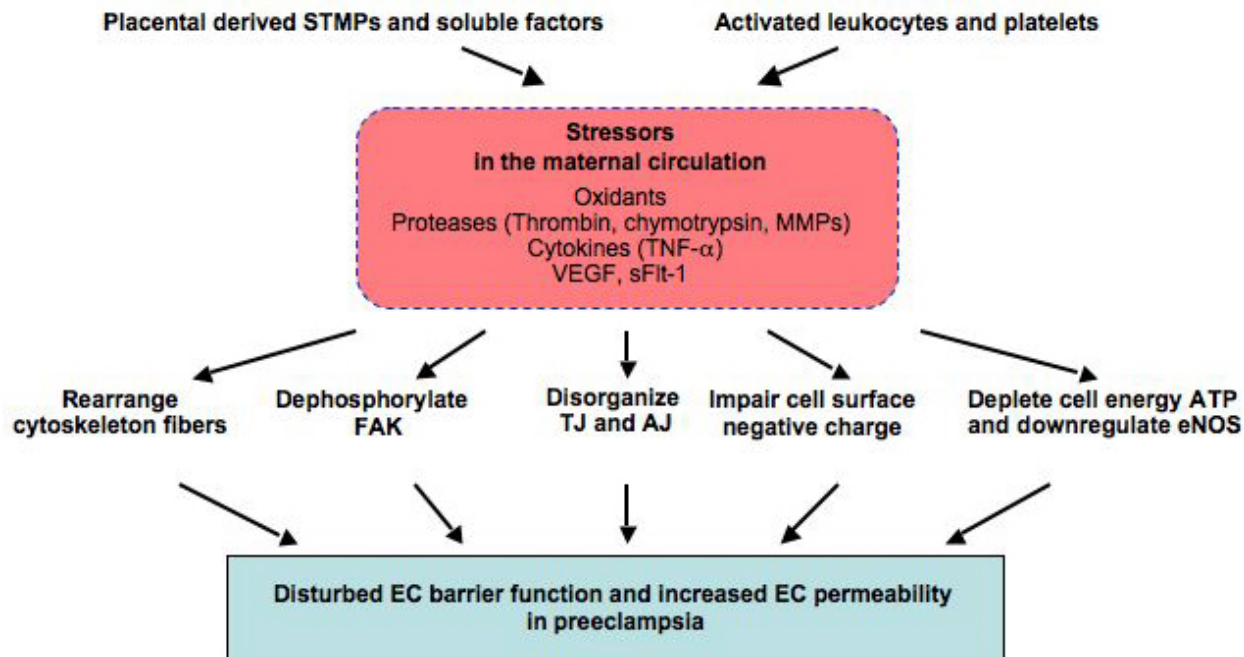 Placental derived STMPs and soluble factors
Activated leukocytes and platelets
Stressors
in the maternal circulation
Oxidants
Proteases (Thrombin, chymotrypsin, MMPs)
Cytokines (TNF-α)
VEGF, sFlt-1
Rearrange
cytoskeleton fibers
Dephosphorylate
FAK
Disorganize
TJ and AJ
Impair cell surface
negative charge
Deplete cell energy ATP
and downregulate eNOS
Disturbed EC barrier function and increased EC permeability
in preeclampsia